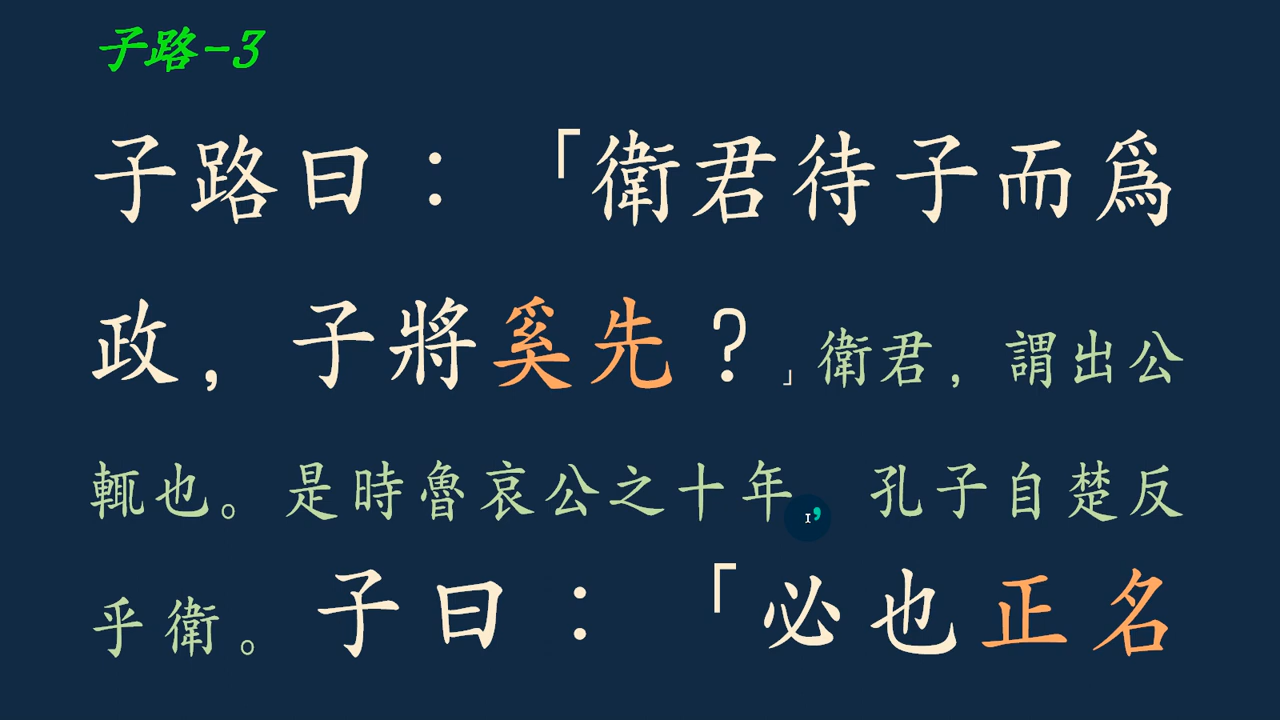 子路-3
子路曰：「衛君待子而爲
政，子將奚先？」衛君，謂出公
輒也。是時魯哀公之十年，孔子自楚反
乎衛。子曰：「必也正名